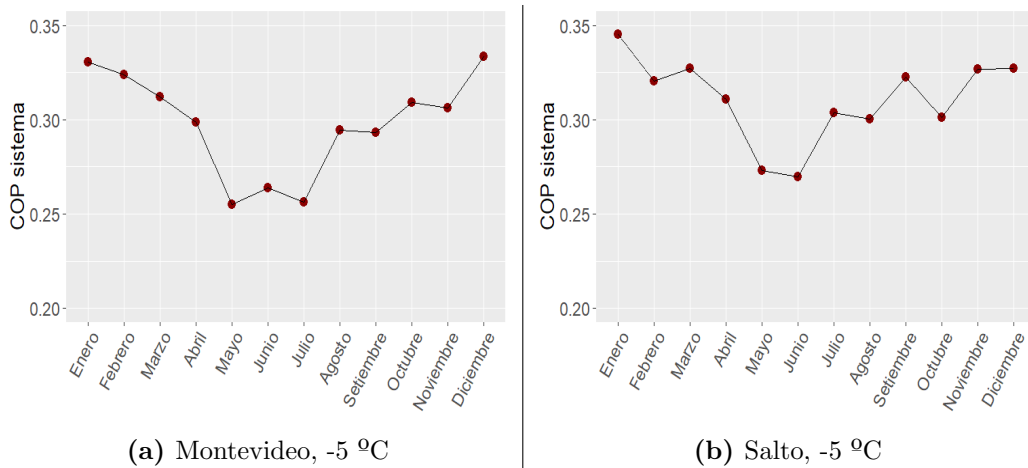 COP sistema
0.35
0.30
0.25
0.20
Enero
Febrero
Marzo
Abril
Mayo
Junio
Julio
Agosto
Setiembre
Octubre
Noviembre
Diciembre
(a) Montevideo, -5 ºC
COP sistema
0.35
0.30
0.25
0.20
Enero
Febrero
Marzo
Abril
Mayo
Junio
Julio
Agosto
Setiembre
Octubre
Noviembre
Diciembre
(b) Salto, -5 ºC